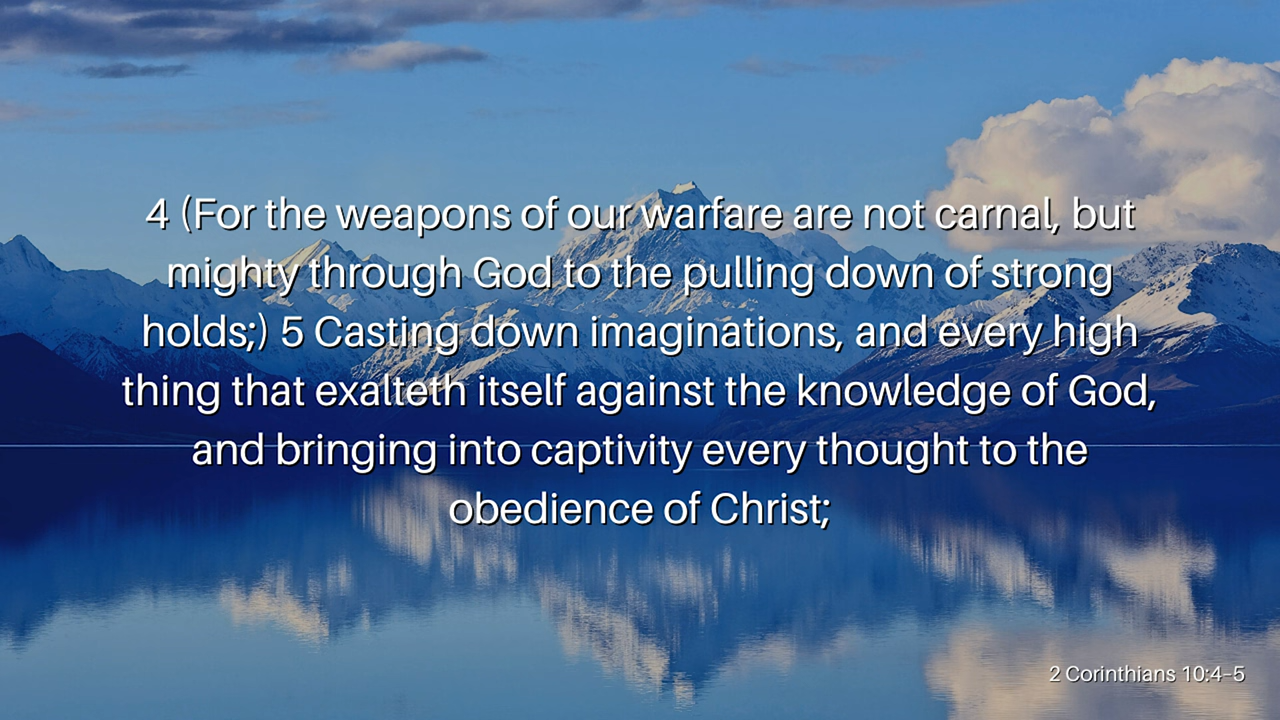 4 (For the weapons of our warfare are not carnal, but
mighty through God to the pulling down of strong
holds;) 5 Casting down imaginations, and every high
thing that exalteth itself against the knowledge of God,
and bringing into captivity every thought to the
obedience of Christ;
2 Corinthians 10:4-5